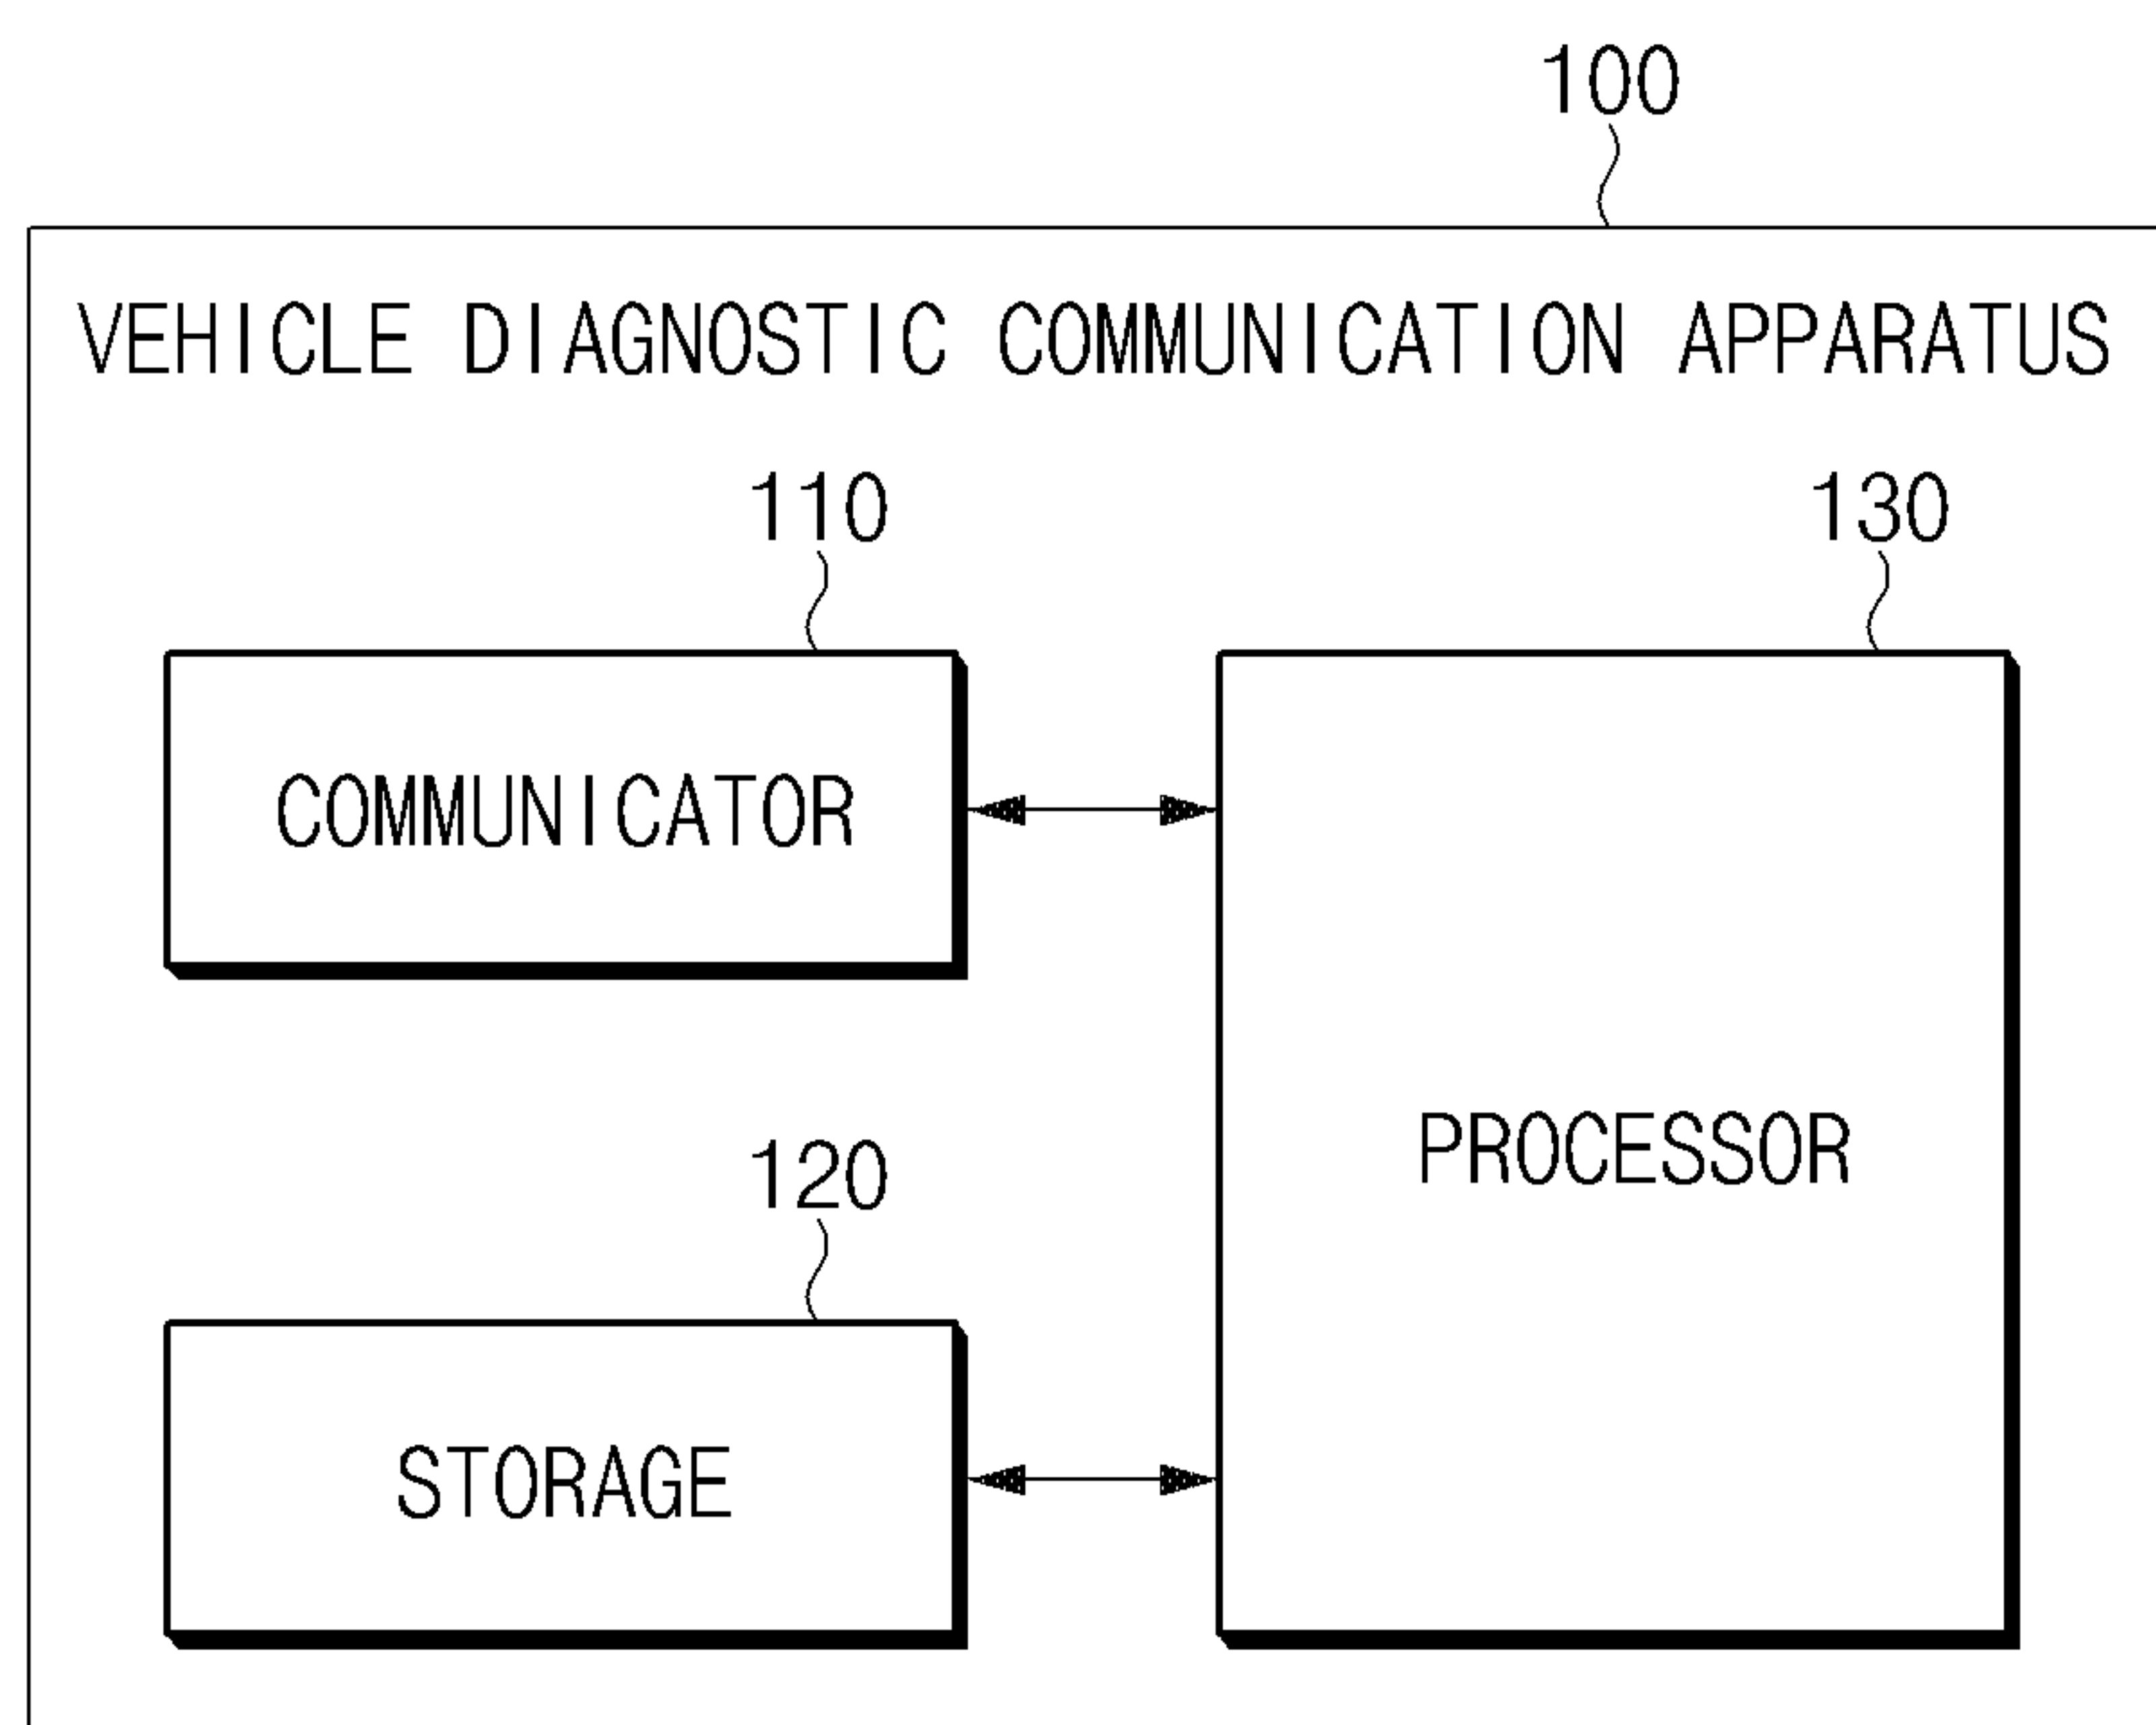 100
VEHICLE DIAGNOSTIC COMMUNICATION APPARATUS
110
130
COMMUNICATOR
PROCESSOR
120
STORAGE